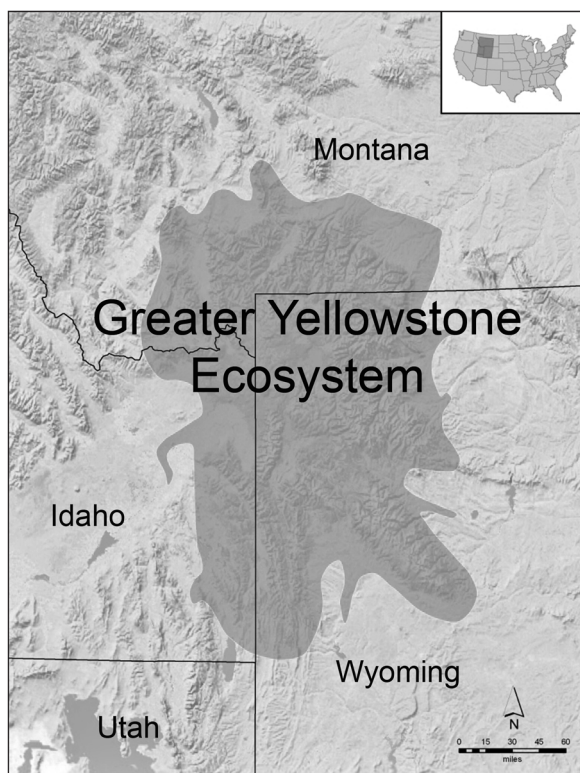 Montana
Greater Yellowstone
Ecosystem
Idaho
Wyoming
Utah
N
0 15 30 45 60
miles